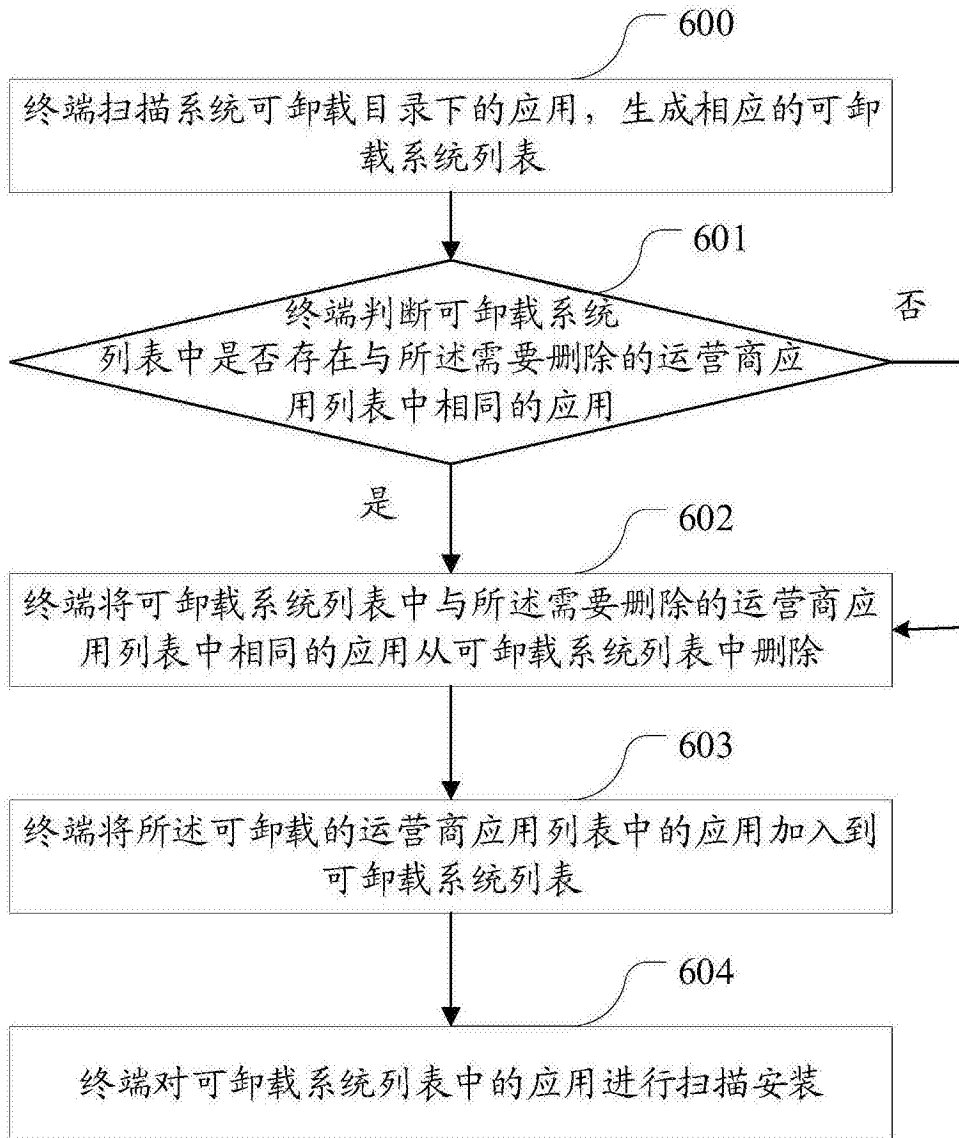 600
终端扫描系统可卸载目录下的应用，生成相应的可卸
载系统列表
601
终端判断可卸载系统
列表中是否存在与所述需要删除的运营商应
用列表中相同的应用
否
是
602
终端将可卸载系统列表中与所述需要删除的运营商应
用列表中相同的应用从可卸载系统列表中删除
603
终端将所述可卸载的运营商应用列表中的应用加入到
可卸载系统列表
604
终端对可卸载系统列表中的应用进行扫描安装